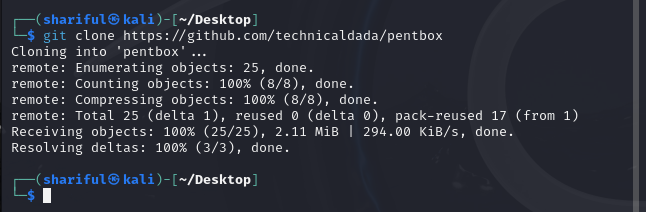 ┌──(shariful㉿kali)-[~/Desktop]
└─$ git clone https://github.com/technicaldada/pentbox
Cloning into 'pentbox'...
remote: Enumerating objects: 25, done.
remote: Counting objects: 100% (8/8), done.
remote: Compressing objects: 100% (8/8), done.
remote: Total 25 (delta 1), reused 0 (delta 0), pack-reused 17 (from 1)
Receiving objects: 100% (25/25), 2.11 MiB | 294.00 KiB/s, done.
Resolving deltas: 100% (3/3), done.
┌──(shariful㉿kali)-[~/Desktop]
└─$